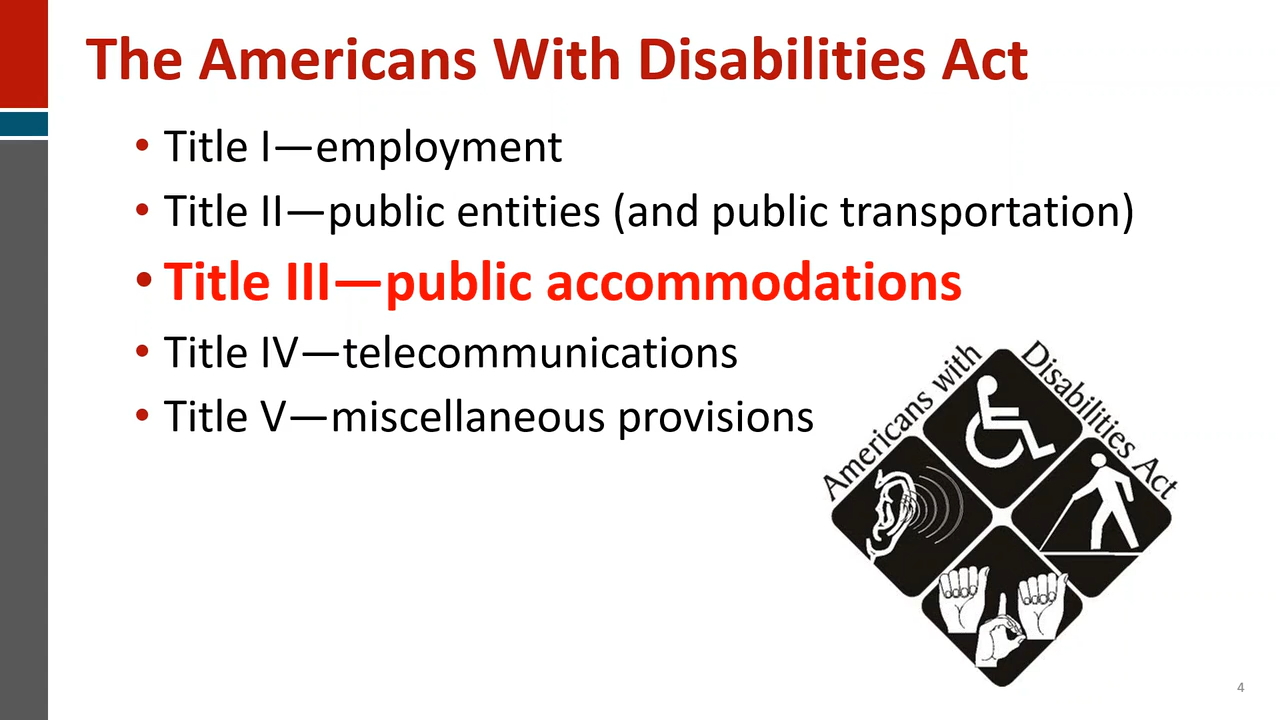 The Americans With Disabilities Act
• Title I—employment
• Title II—public entities (and public transportation)
• Title III—public accommodations
• Title IV—telecommunications
• Title V—miscellaneous provisions
Americans with
Disabilities Act
4